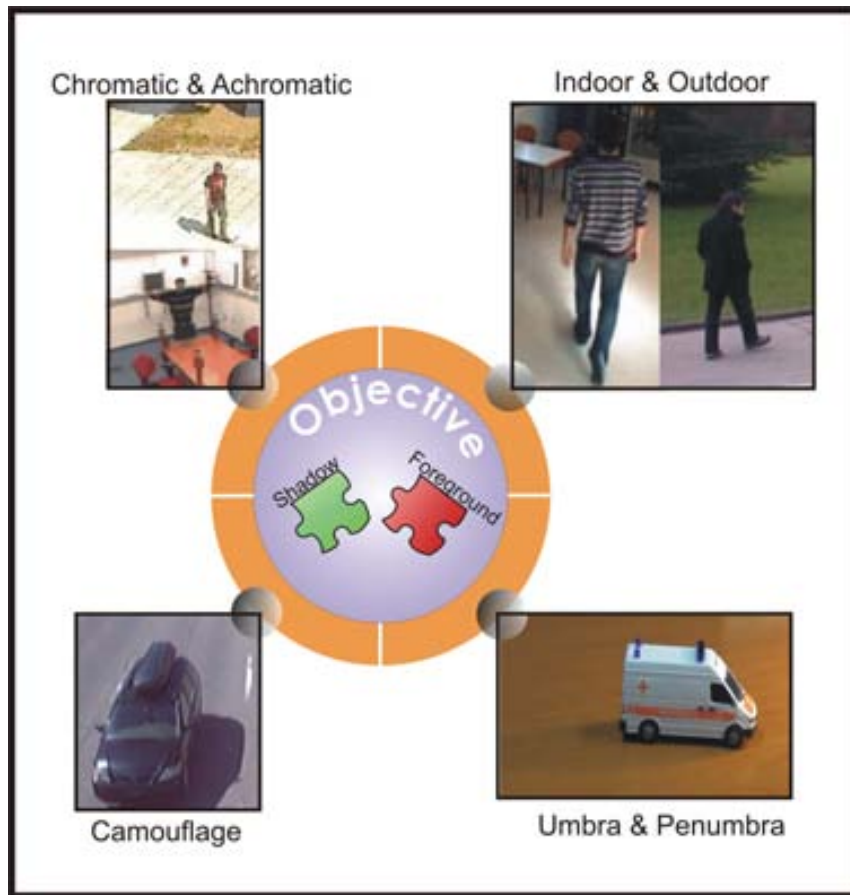 Chromatic & Achromatic
Indoor & Outdoor
Objective
Shadow
Foreground
Camouflage
Umbra & Penumbra